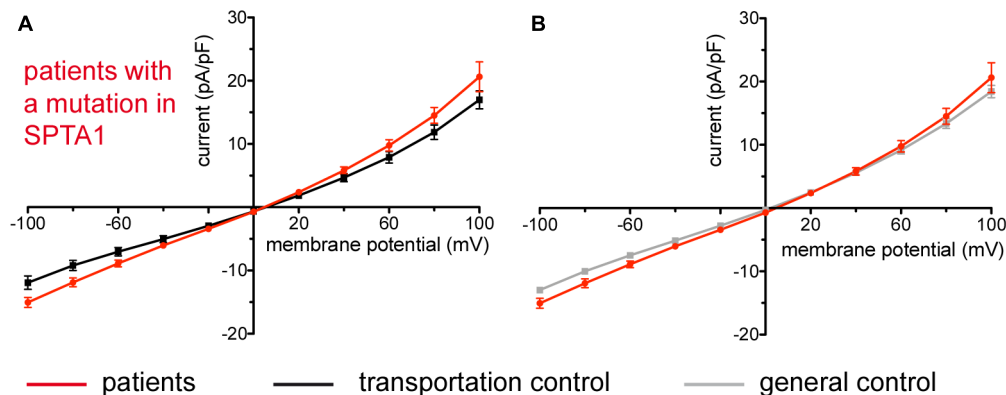 A
patients with
a mutation in
SPTA1
current (pA/pF)
30
20
10
-10
-20
-100
-60
-20
20
60
100
membrane potential (mV)
B
current (pA/pF)
30
20
10
-10
-20
-100
-60
-20
20
60
100
membrane potential (mV)
patients
transportation control
general control